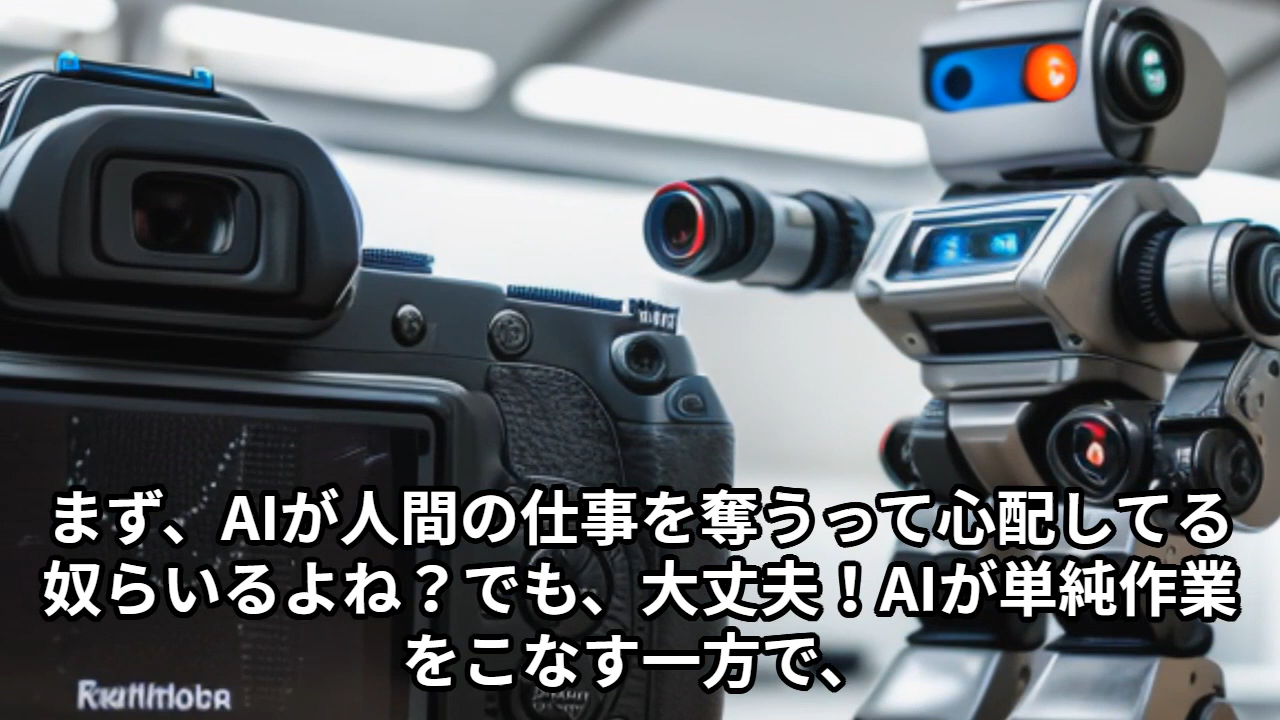 まず、AIが人間の仕事を奪うって心配してる
奴らいるよね？でも、大丈夫！AIが単純作業
をこなす一方で、